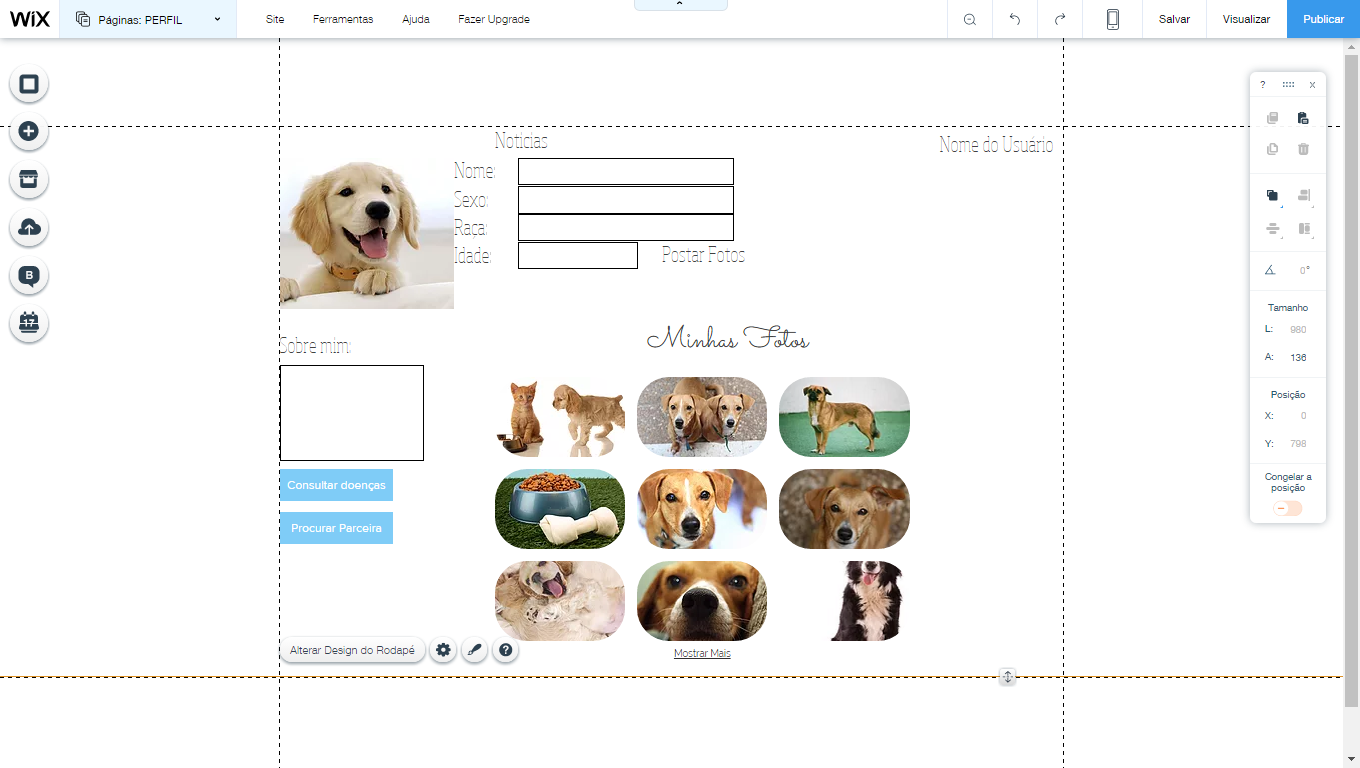 WiX
Páginas: PERFIL
Site
Ferramentas
Ajuda
Fazer Upgrade
Salvar
Visualizar
Publicar
? x
Noticias
Nome do Usuário
Nome:
Sexo:
Raça:
Idade:
Postar Fotos
Sobre mim:
Minhas Fotos
Consultar doenças
Procurar Parceira
Alterar Design do Rodapé
?
Mostrar Mais
B
17
0°
Tamanho
L: 980
A: 136
Posição
X: 0
Y: 798
Congelar a
posição